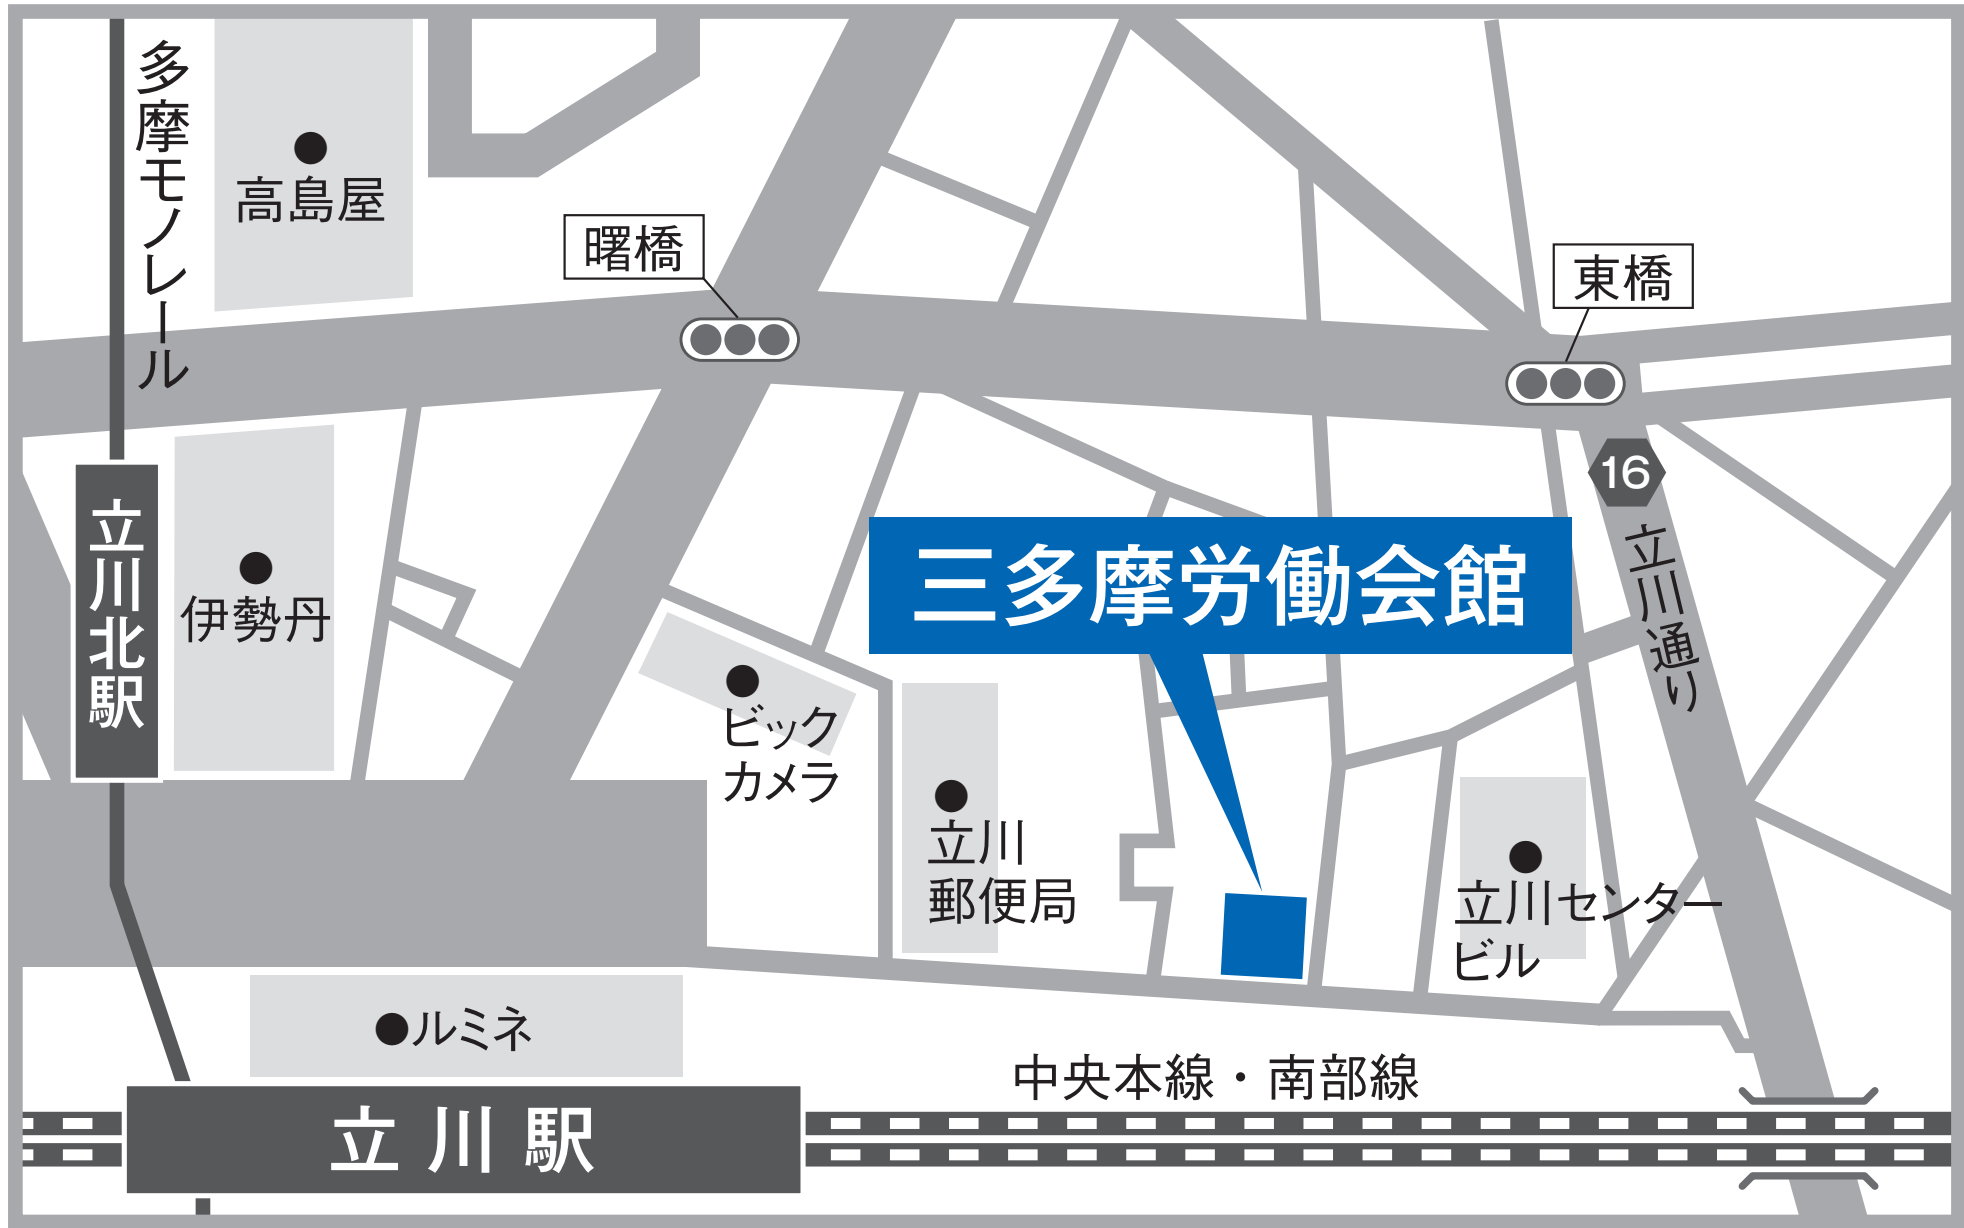 多摩モノレール
高島屋
曙橋
東橋
16
立川通り
立川北駅
伊勢丹
三多摩労働会館
ビック
カメラ
立川
郵便局
立川センター
ビル
●ルミネ
中央本線・南部線
立川駅